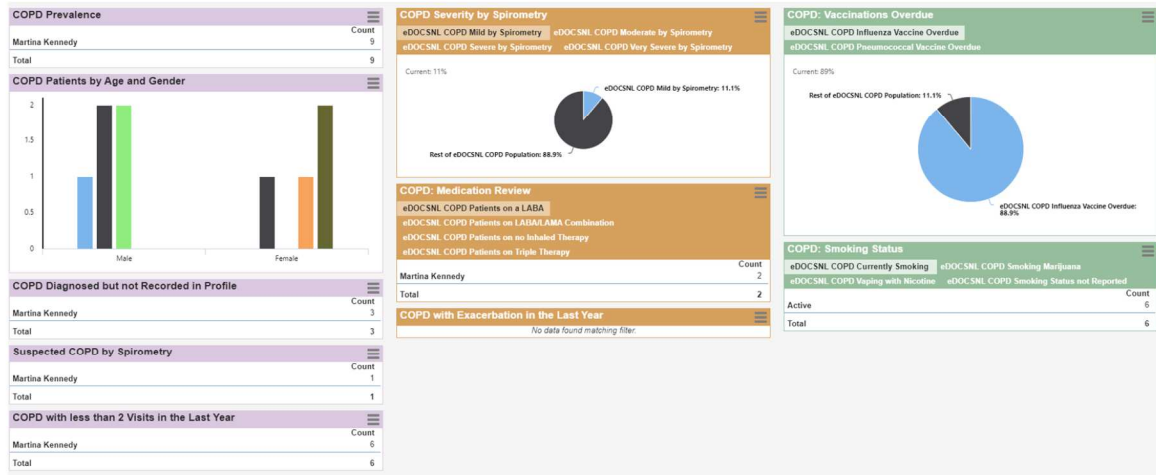 COPD Prevalence
Count
Martina Kennedy 9
Total 9
COPD Patients by Age and Gender
2
1.5
1
0.5
0
Male Female
COPD Diagnosed but not Recorded in Profile
Count
Martina Kennedy 3
Total 3
Suspected COPD by Spirometry
Count
Martina Kennedy 1
Total 1
COPD with less than 2 Visits in the Last Year
Count
Martina Kennedy 6
Total 6
COPD Severity by Spirometry
eDOCSNL COPD Mild by Spirometry eDOCSNL COPD Moderate by Spirometry
eDOCSNL COPD Severe by Spirometry eDOCSNL COPD Very Severe by Spirometry
Current: 11%
eDOCSNL COPD Mild by Spirometry: 11.1%
Rest of eDOCSNL COPD Population: 88.9%
COPD: Medication Review
eDOCSNL COPD Patients on a LABA
eDOCSNL COPD Patients on LABA/LAMA Combination
eDOCSNL COPD Patients on no Inhaled Therapy
eDOCSNL COPD Patients on Triple Therapy
Count
Martina Kennedy 2
Total 2
COPD with Exacerbation in the Last Year
No data found matching filter.
COPD: Vaccinations Overdue
eDOCSNL COPD Influenza Vaccine Overdue
eDOCSNL COPD Pneumococcal Vaccine Overdue
Current: 89%
Rest of eDOCSNL COPD Population: 11.1%
eDOCSNL COPD Influenza Vaccine Overdue:
88.9%
COPD: Smoking Status
eDOCSNL COPD Currently Smoking eDOCSNL COPD Smoking Marijuana
eDOCSNL COPD Vaping with Nicotine eDOCSNL COPD Smoking Status not Reported
Count
Active 6
Total 6